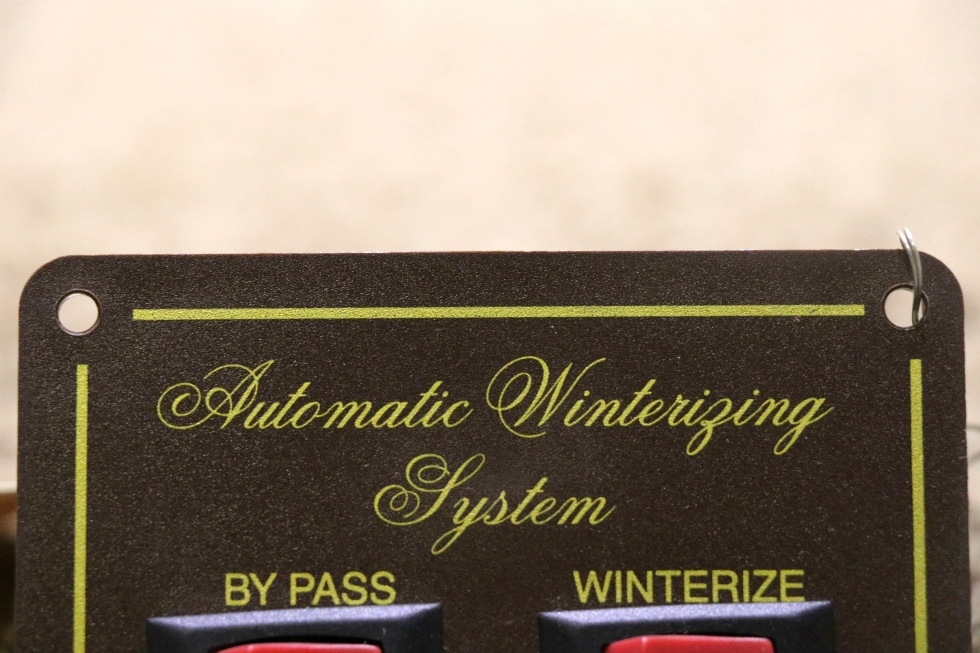 Automatic Winterizing
System
BY PASS WINTERIZE